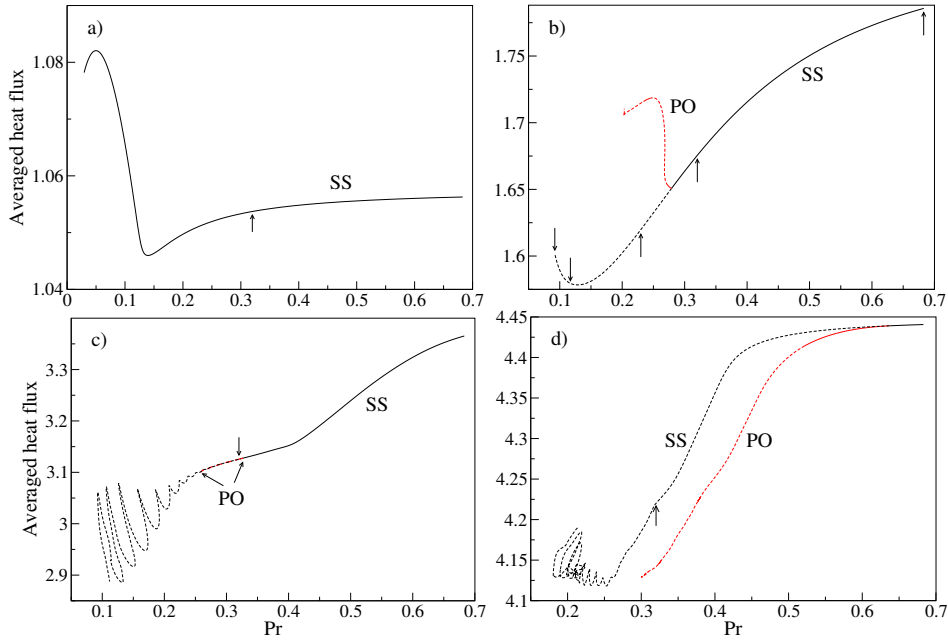 a)
1.08
1.06
1.04
Averaged heat flux
SS
0 0.1 0.2 0.3 0.4 0.5 0.6 0.7
b)
1.75
1.7
1.65
1.6
SS
PO
0.1 0.2 0.3 0.4 0.5 0.6 0.7
c)
3.3
3.2
3.1
3
2.9
Averaged heat flux
SS
PO
0.1 0.2 0.3 0.4 0.5 0.6 0.7
Pr
d)
4.45
4.4
4.35
4.3
4.25
4.2
4.15
4.1
SS
PO
0.2 0.3 0.4 0.5 0.6 0.7
Pr